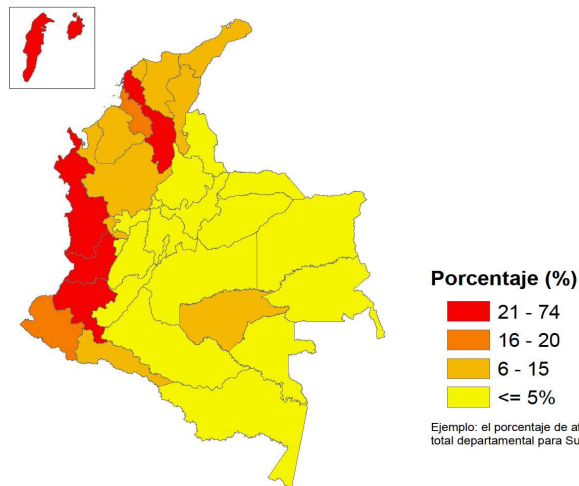 Porcentaje (%)
21 - 74
16 - 20
6 - 15
<= 5%
Ejemplo: el porcentaje de
total departamental para